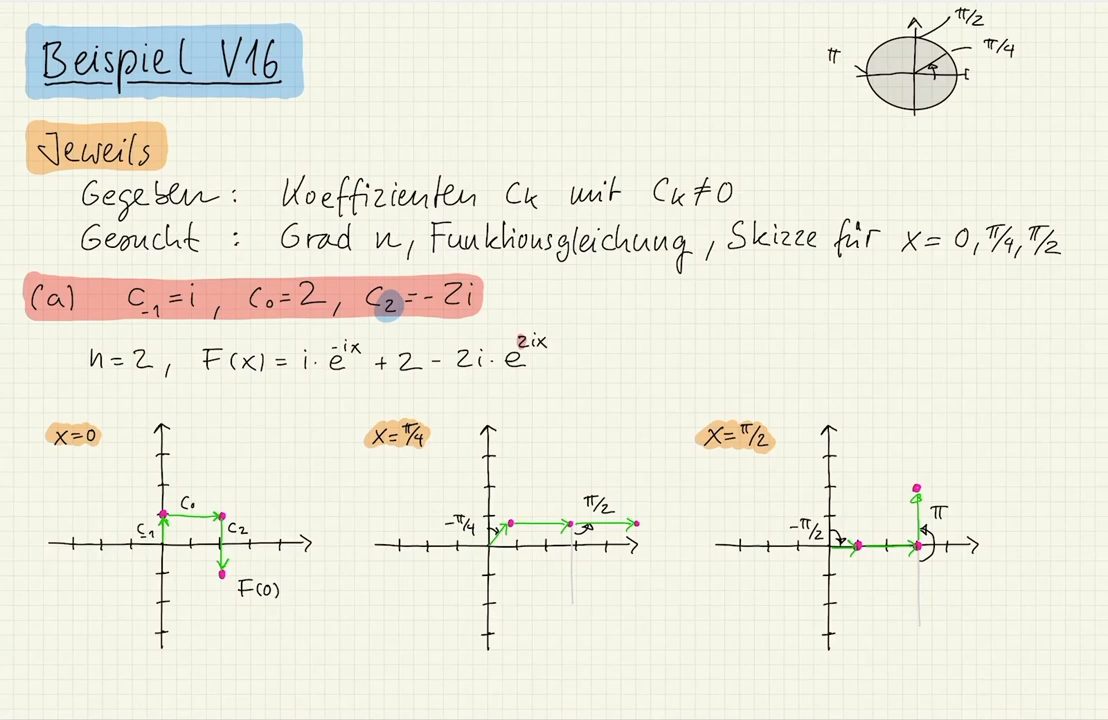 Beispiel V16
π/2
π
π/4
Jeweils
Gegeben: Koeffizienten Cₖ mit Cₖ≠0
Gesucht: Grad n, Funktionsgleichung, Skizze für x=0, π/4, π/2
(a) C₋₁=i, C₀=2, C₂=-2i
n=2, F(x)=i·e^{-ix}+2-2i·e^{2ix}
x=0
x=π/4
x=π/2
C₀
C₋₁
C₂
F(0)
-π/4
π/2
-π/2
π